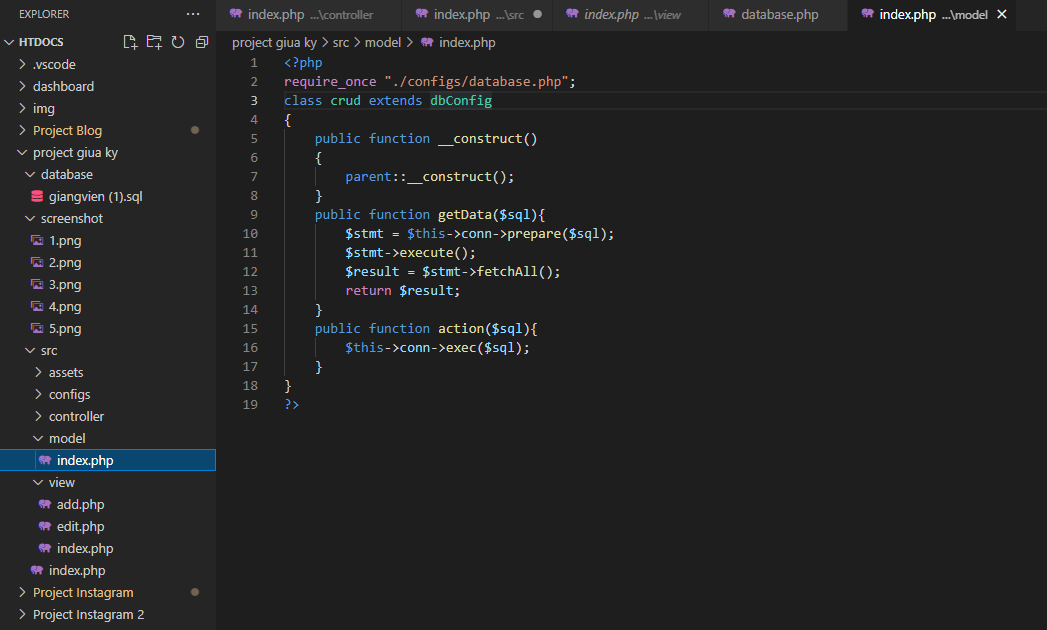 EXPLORER ···
HTDOCS
.vscode
dashboard
img
Project Blog
project giua ky
database
giangvien (1).sql
screenshot
1.png
2.png
3.png
4.png
5.png
src
assets
configs
controller
model
index.php
view
add.php
edit.php
index.php
index.php
Project Instagram
Project Instagram 2
index.php ...\controller
index.php ...\src
index.php ...\view
database.php
index.php ...\model
project giua ky > src > model > index.php
1 <?php
2 require_once "./configs/database.php";
3 class crud extends dbConfig
4 {
5     public function __construct()
6     {
7         parent::__construct();
8     }
9     public function getData($sql){
10         $stmt = $this->conn->prepare($sql);
11         $stmt->execute();
12         $result = $stmt->fetchAll();
13         return $result;
14     }
15     public function action($sql){
16         $this->conn->exec($sql);
17     }
18 }
19 ?>